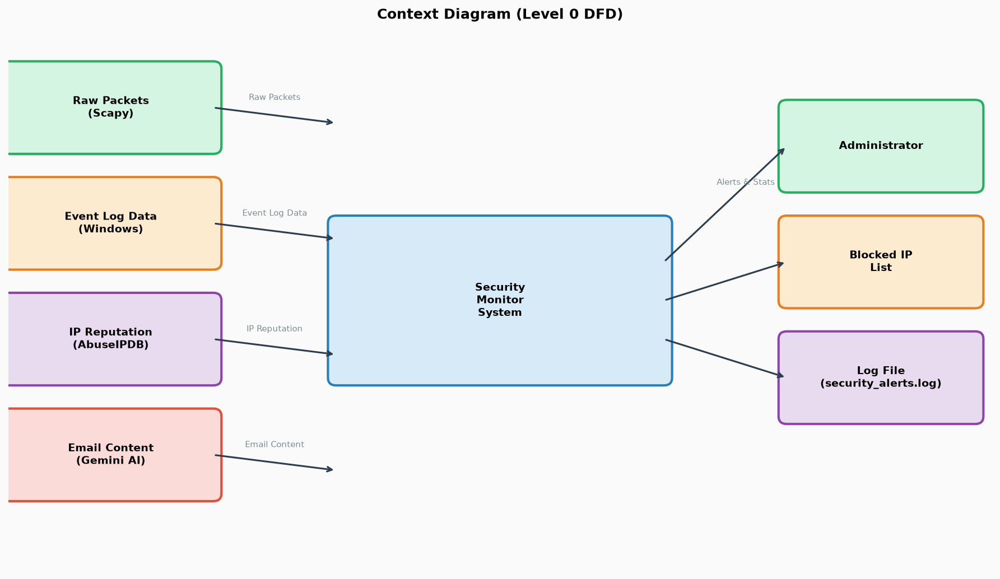 Context Diagram (Level 0 DFD)
Raw Packets
(Scapy)
Raw Packets
Event Log Data
(Windows)
Event Log Data
IP Reputation
(AbuseIPDB)
IP Reputation
Email Content
(Gemini AI)
Email Content
Security
Monitor
System
Alerts & Stats
Administrator
Blocked IP
List
Log File
(security_alerts.log)